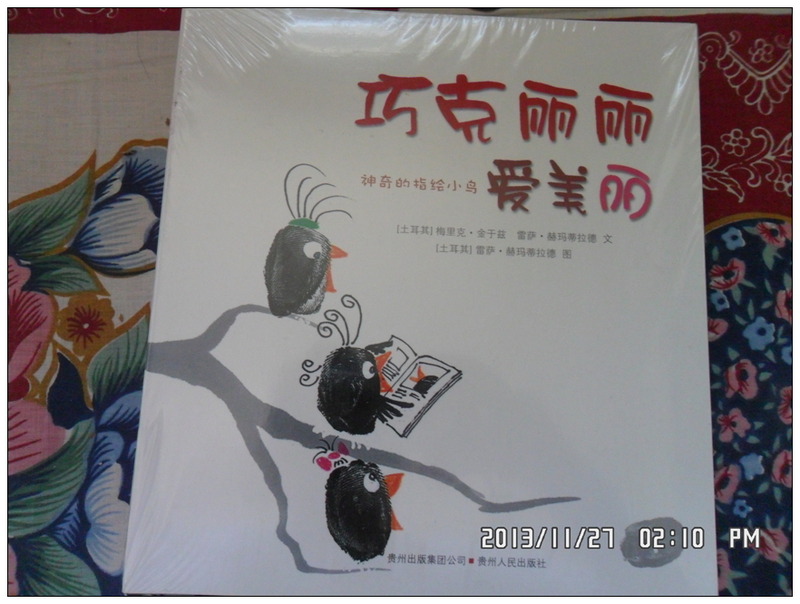 巧克丽丽
神奇的指绘小鸟 爱美丽
[土耳其] 梅里克·金于兹 雷萨·赫玛蒂拉德 文
[土耳其] 雷萨·赫玛蒂拉德 图
贵州出版集团公司 ■ 贵州人民出版社
2013/11/27 02:10 PM